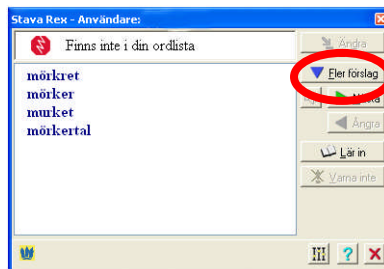 Stava Rex - Användare:
Finns inte i din ordlista
Ändra
mörkret
mörker
murket
mörkertal
Fler förslag
Ångra
Lär in
Varna inte